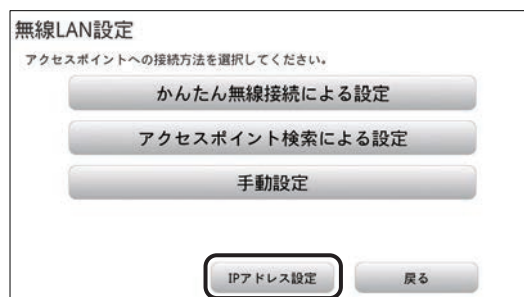 無線LAN設定
アクセスポイントへの接続方法を選択してください。
かんたん無線接続による設定
アクセスポイント検索による設定
手動設定
IPアドレス設定
戻る